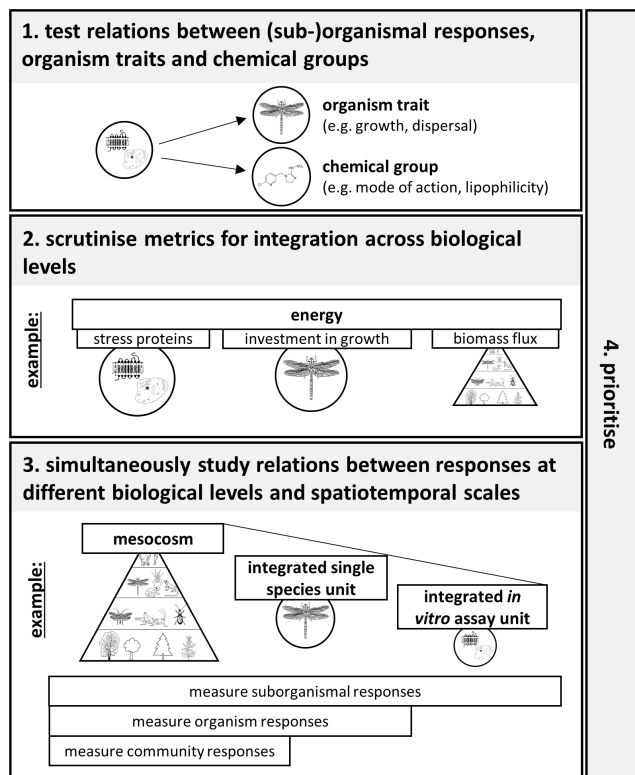 1. test relations between (sub-)organismal responses,
organism traits and chemical groups
organism trait
(e.g. growth, dispersal)
chemical group
(e.g. mode of action, lipophilicity)
2. scrutinise metrics for integration across biological
levels
example:
energy
stress proteins
investment in growth
biomass flux
3. simultaneously study relations between responses at
different biological levels and spatiotemporal scales
example:
mesocosm
integrated single
species unit
integrated in
vitro assay unit
measure suborganismal responses
measure organism responses
measure community responses
4. prioritise